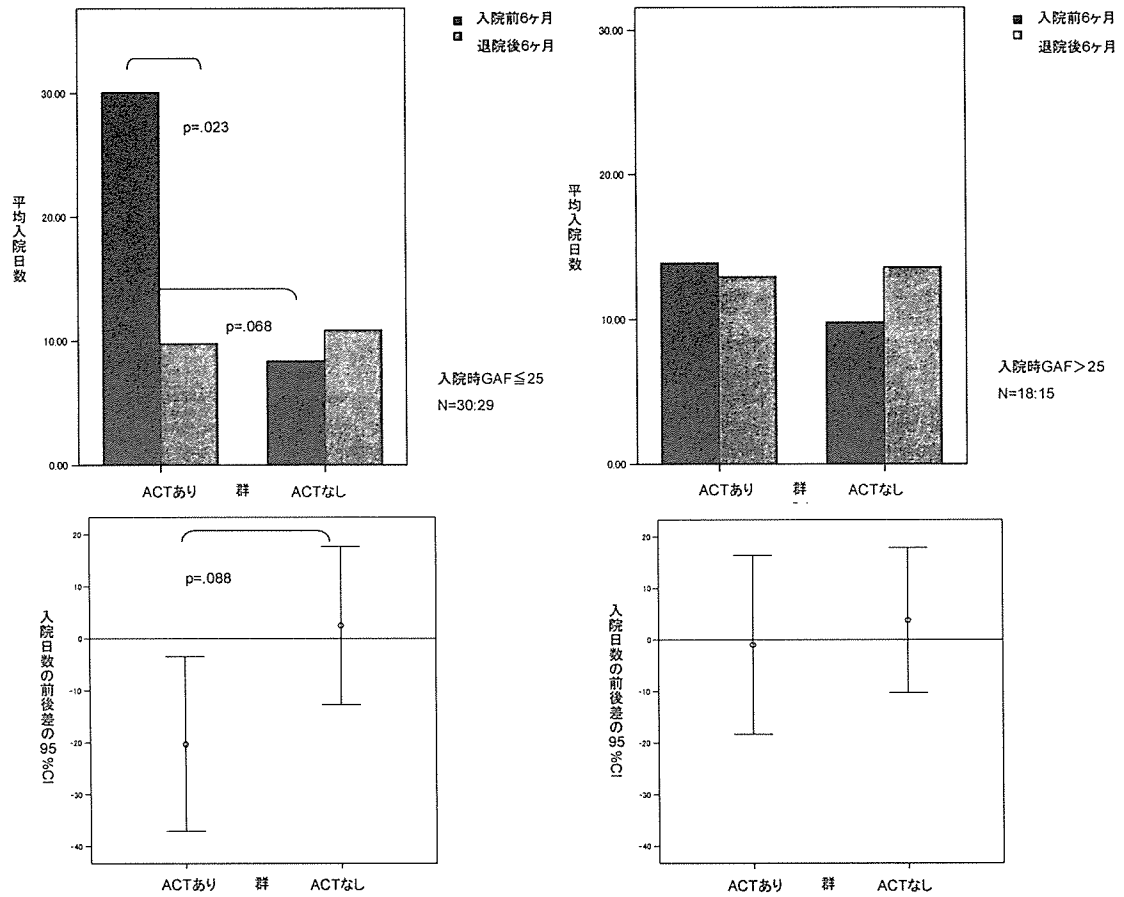 入院前6ヶ月
退院後6ヶ月
30.00
20.00
10.00
0.00
平均入院日数
p=.023
p=.068
入院時GAF≦25
N=30:29
ACTあり 群 ACTなし
入院前6ヶ月
退院後6ヶ月
30.00
20.00
10.00
0.00
平均入院日数
入院時GAF＞25
N=18:15
ACTあり 群 ACTなし
20
10
0
-10
-20
-30
-40
入院日数の前後差の95%CI
p=.088
ACTあり 群 ACTなし
20
10
0
-10
-20
-30
-40
入院日数の前後差の95%CI
ACTあり 群 ACTなし